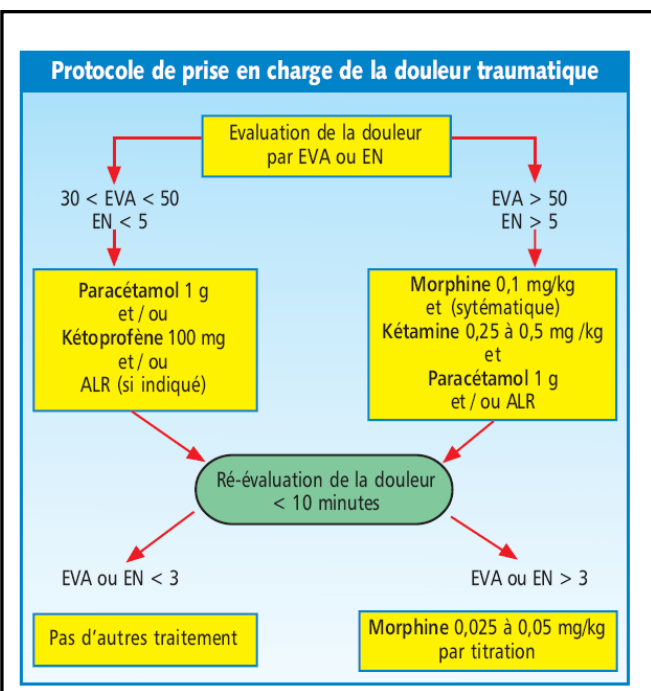 Protocole de prise en charge de la douleur traumatique
Evaluation de la douleur
par EVA ou EN
30 < EVA < 50
EN < 5
EVA > 50
EN > 5
Paracétamol 1 g
et / ou
Kétoprofène 100 mg
et / ou
ALR (si indiqué)
Morphine 0,1 mg/kg
et (sytématique)
Kétamine 0,25 à 0,5 mg /kg
et
Paracétamol 1 g
et / ou ALR
Ré-évaluation de la douleur
< 10 minutes
EVA ou EN < 3
EVA ou EN > 3
Pas d'autres traitement
Morphine 0,025 à 0,05 mg/kg
par titration